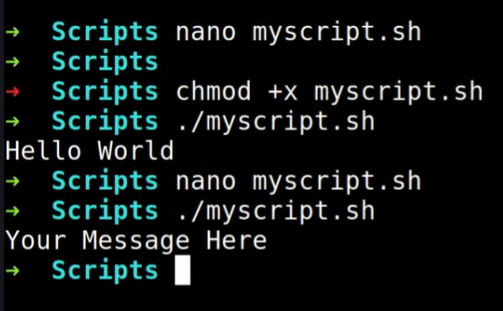 ➜  Scripts nano myscript.sh
➜  Scripts
➜  Scripts chmod +x myscript.sh
➜  Scripts ./myscript.sh
Hello World
➜  Scripts nano myscript.sh
➜  Scripts ./myscript.sh
Your Message Here
➜  Scripts